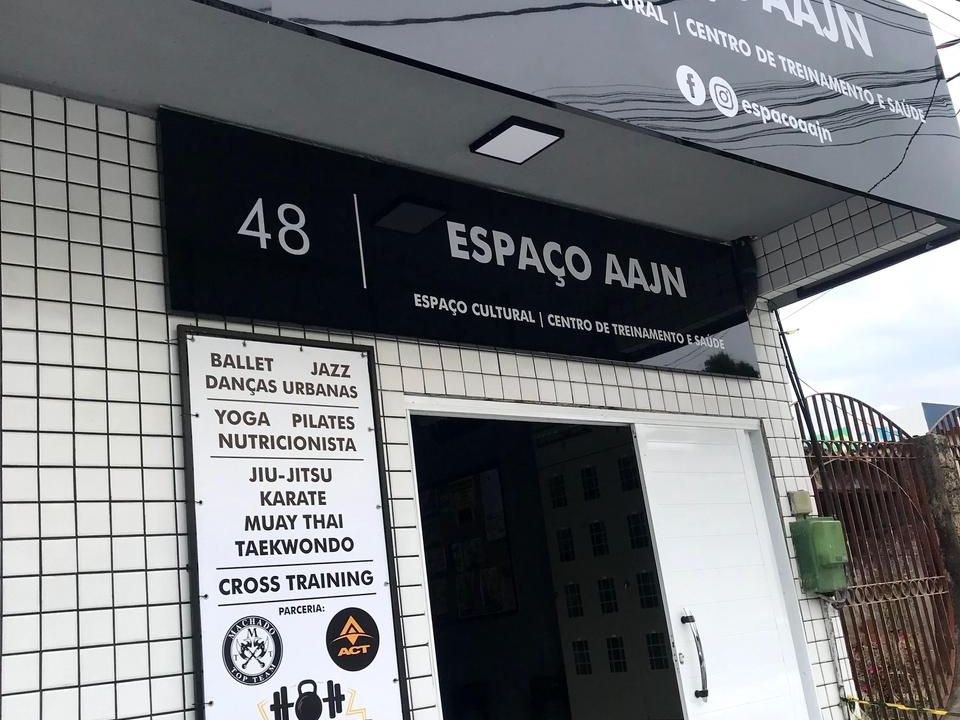 AAJN
CENTRO DE TREINAMENTO E SAÚDE
espacoaajn
48
ESPAÇO AAJN
ESPAÇO CULTURAL | CENTRO DE TREINAMENTO E SAÚDE
BALLET JAZZ
DANÇAS URBANAS
YOGA PILATES
NUTRICIONISTA
JIU-JITSU
KARATE
MUAY THAI
TAEKWONDO
CROSS TRAINING
PARCERIA:
MACHADO
TOP TEAM
ACT